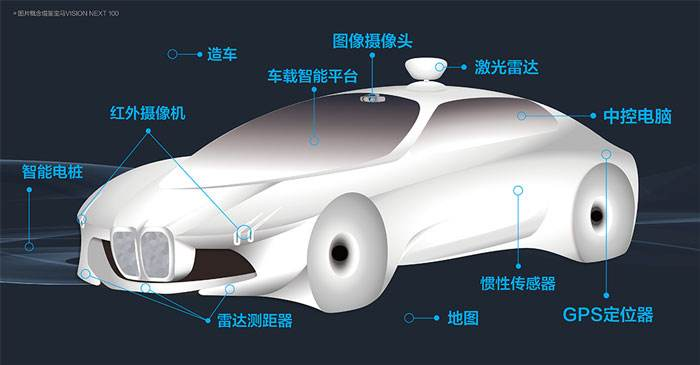 图片概念借鉴宝马VISION NEXT 100
造车
图像摄像头
车载智能平台
激光雷达
红外摄像机
中控电脑
智能电桩
惯性传感器
GPS定位器
雷达测距器
地图